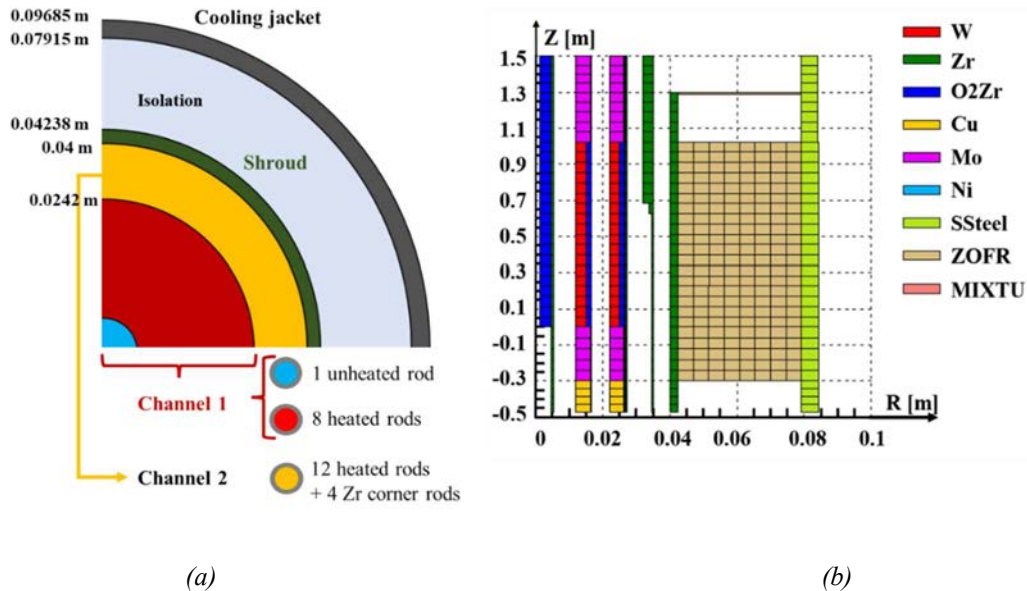 0.09685 m
0.07915 m
0.04238 m
0.04 m
0.0242 m
Cooling jacket
Isolation
Shroud
Channel 1
1 unheated rod
8 heated rods
Channel 2
12 heated rods
+ 4 Zr corner rods
(a)
Z [m]
1.5
1.3
1.1
0.9
0.7
0.5
0.3
0.1
-0.1
-0.3
-0.5
R [m]
0
0.02
0.04
0.06
0.08
0.1
W
Zr
O2Zr
Cu
Mo
Ni
SSteel
ZOFR
MIXTU
(b)